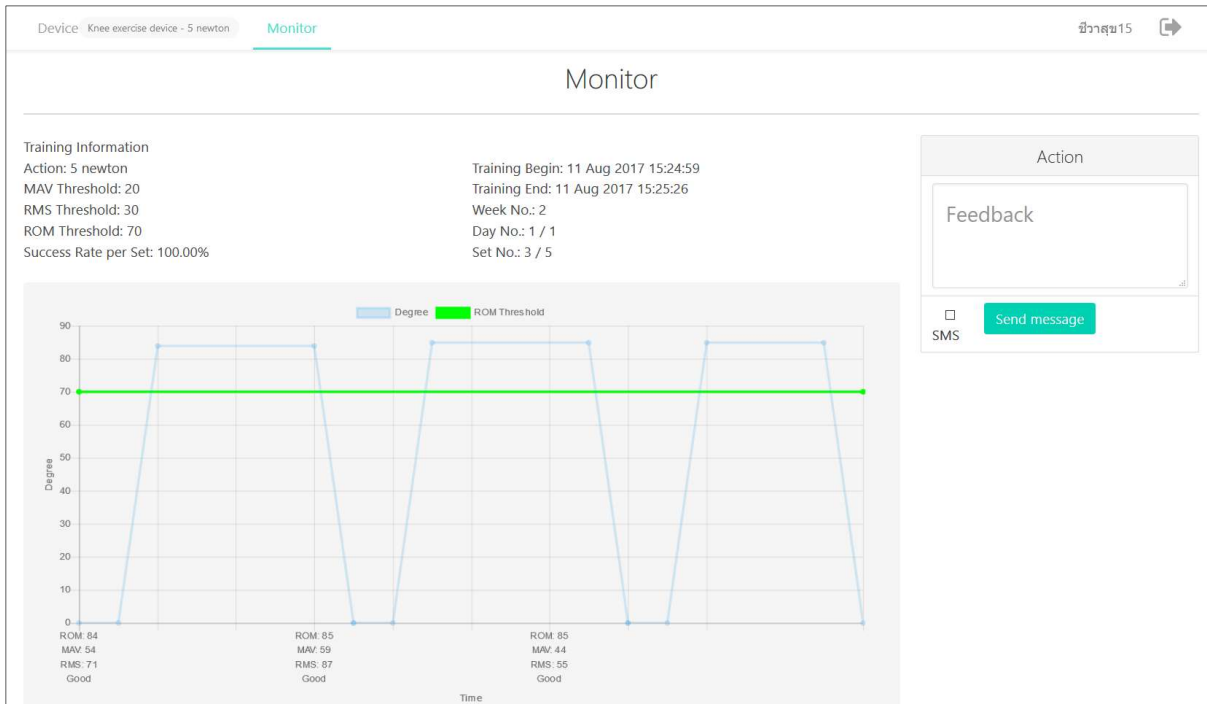 Device Knee exercise device - 5 newton Monitor ชีวาสุข15
Monitor
Training Information
Action: 5 newton
MAV Threshold: 20
RMS Threshold: 30
ROM Threshold: 70
Success Rate per Set: 100.00%
Training Begin: 11 Aug 2017 15:24:59
Training End: 11 Aug 2017 15:25:26
Week No.: 2
Day No.: 1 / 1
Set No.: 3 / 5
Action
Feedback
SMS
Send message
Degree ROM Threshold
90
80
70
60
50
40
30
20
10
0
Degree
ROM: 84
MAV: 54
RMS: 71
Good
ROM: 85
MAV: 59
RMS: 87
Good
ROM: 85
MAV: 44
RMS: 55
Good
Time